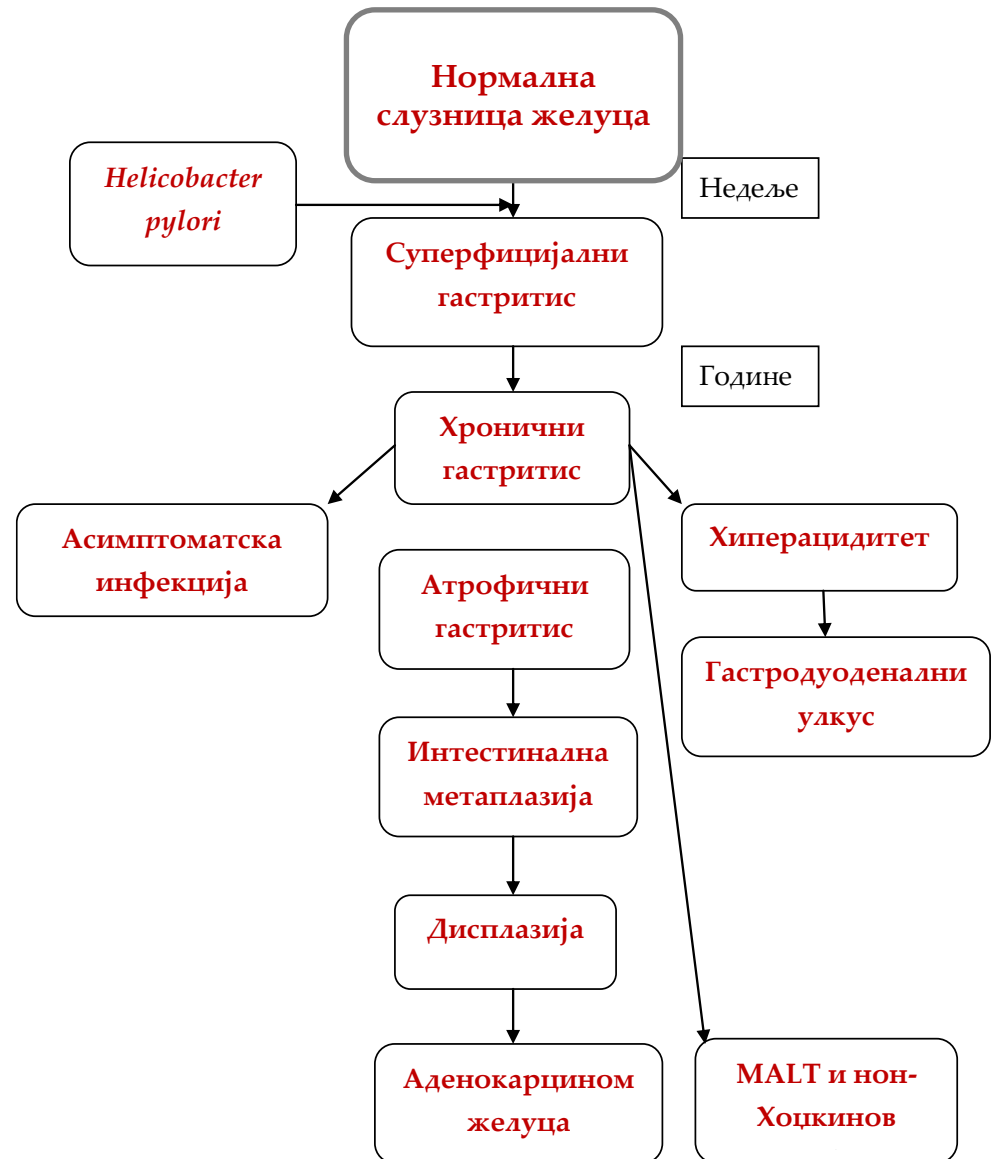 Нормална
слузница желуца
Helicobacter
pylori
Недеље
Суперфицијални
гастритис
Године
Хронични
гастритис
Асимптоматска
инфекција
Хиперацидитет
Атрофични
гастритис
Гастродуоденални
улкус
Интестинална
метаплазија
Дисплазија
Аденокарцином
желуца
MALT и нон-
Хоџкинов